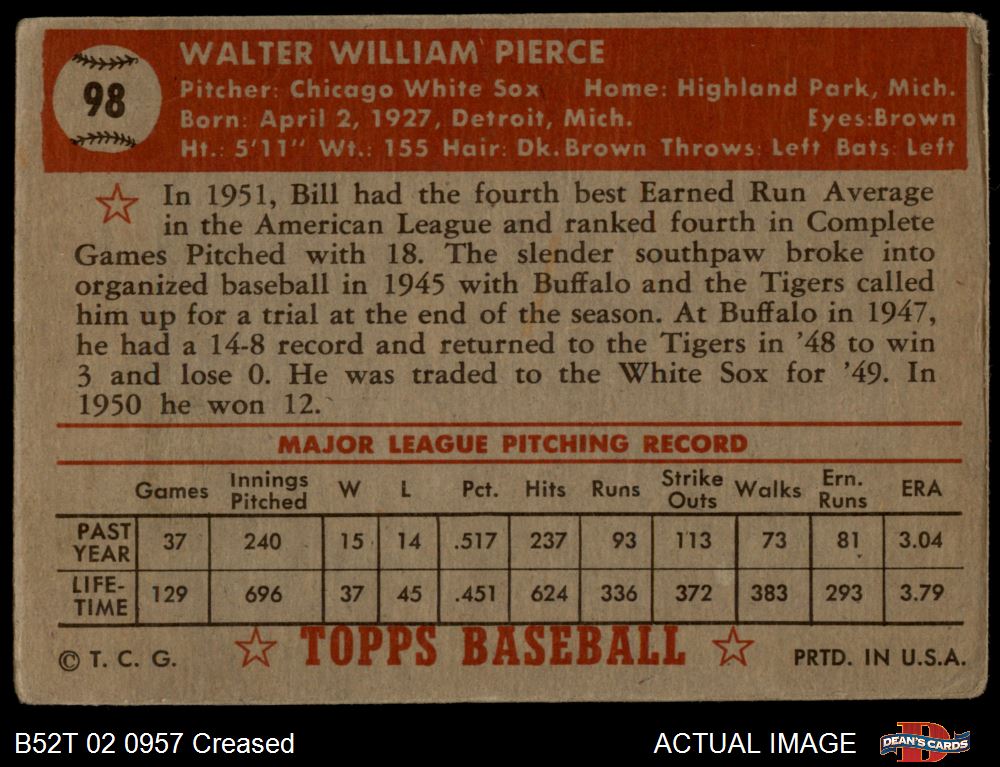 98
WALTER WILLIAM PIERCE
Pitcher: Chicago White Sox Home: Highland Park, Mich.
Born: April 2, 1927, Detroit, Mich. Eyes:Brown
Ht.: 5'11" Wt.: 155 Hair: Dk. Brown Throws: Left Bats: Left
In 1951, Bill had the fourth best Earned Run Average
in the American League and ranked fourth in Complete
Games Pitched with 18. The slender southpaw broke into
organized baseball in 1945 with Buffalo and the Tigers called
him up for a trial at the end of the season. At Buffalo in 1947,
he had a 14-8 record and returned to the Tigers in '48 to win
3 and lose 0. He was traded to the White Sox for '49. In
1950 he won 12.
MAJOR LEAGUE PITCHING RECORD
Games Innings Pitched W L Pct. Hits Runs Strike Outs Walks Ern. Runs ERA
PAST YEAR 37 240 15 14 .517 237 93 113 73 81 3.04
LIFE-TIME 129 696 37 45 .451 624 336 372 383 293 3.79
© T. C. G. TOPPS BASEBALL PRTD. IN U.S.A.
B52T 02 0957 Creased ACTUAL IMAGE DEAN'S CARDS